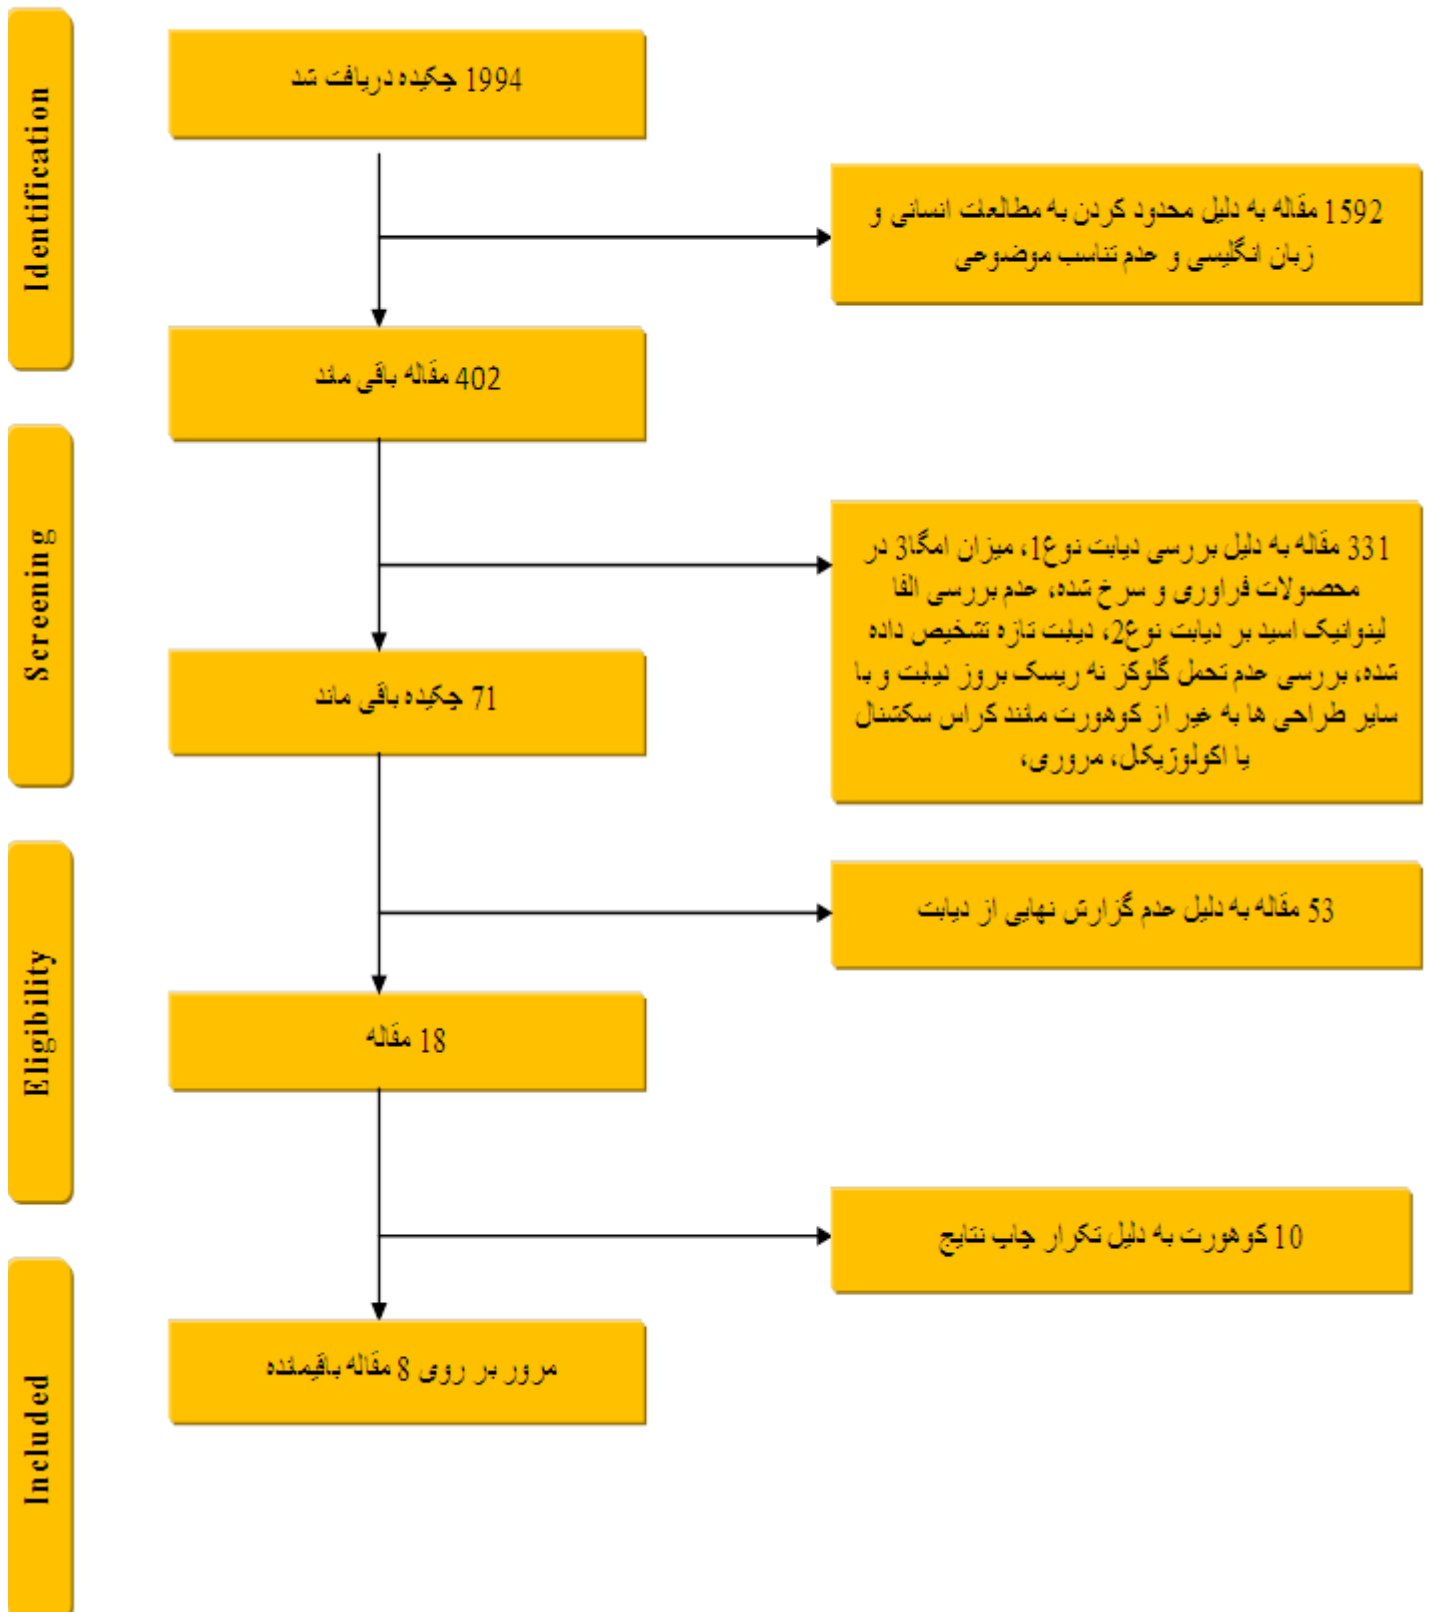 Identification
1994 چکیده دریافت شد
1592 مقاله به دلیل محدود کردن به مطالعات انسانی و
زبان انگلیسی و عدم تناسب موضوعی
402 مقاله باقی ماند
Screening
331 مقاله به دلیل بررسی دیابت نوع1، میزان امگا3 در
محصولات فراوری و سرخ شده، عدم بررسی الفا
لینولنیک اسید بر دیابت نوع2، دیابت تازه تشخیص داده
شده، بررسی عدم تحمل گلوکز نه ریسک بروز دیابت و با
سایر طراحی ها به غیر از کوهورت مانند کراس سکشنال
یا اکولوژیکال، مروری،
71 چکیده باقی ماند
Eligibility
53 مقاله به دلیل عدم گزارش نهایی از دیابت
18 مقاله
10 کوهورت به دلیل تکرار چاپ نتایج
Included
مرور بر روی 8 مقاله باقیمانده